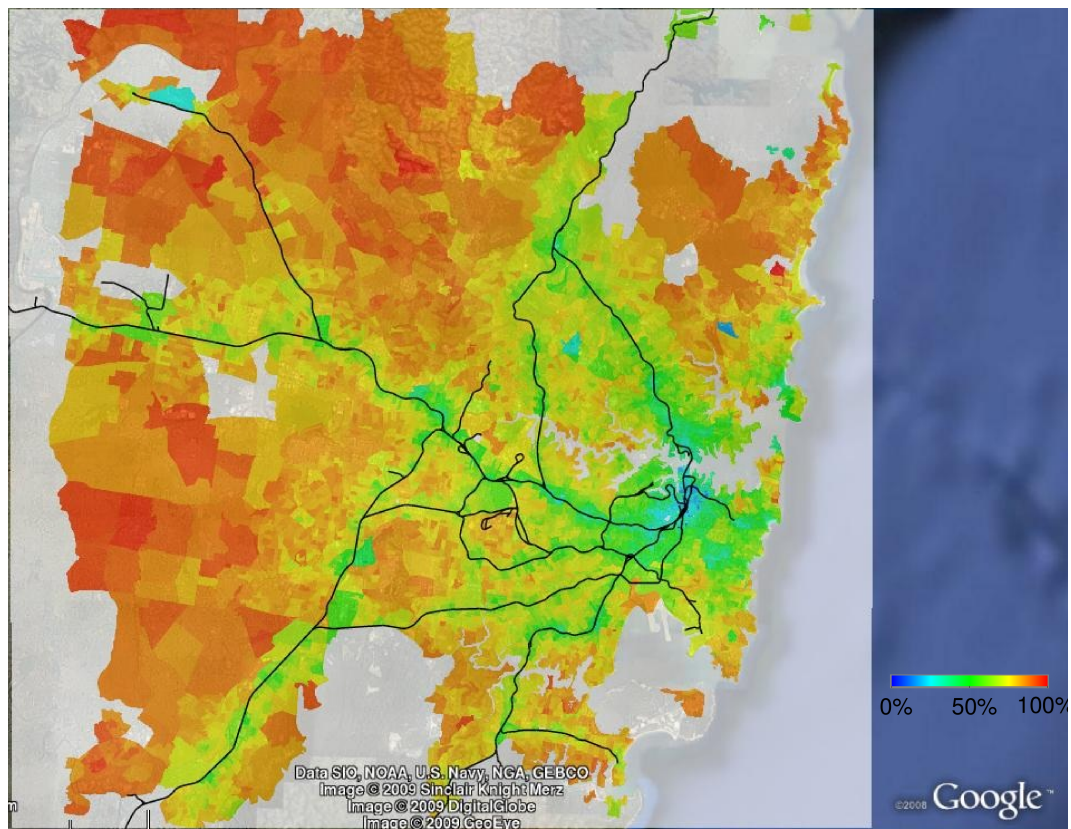 0% 50% 100%
Data SIO, NOAA, U.S. Navy, NGA, GEBCO
Image © 2009 Sinclair Knight Merz
Image © 2009 DigitalGlobe
Image © 2009 GeoEye
m
©2008 Google™